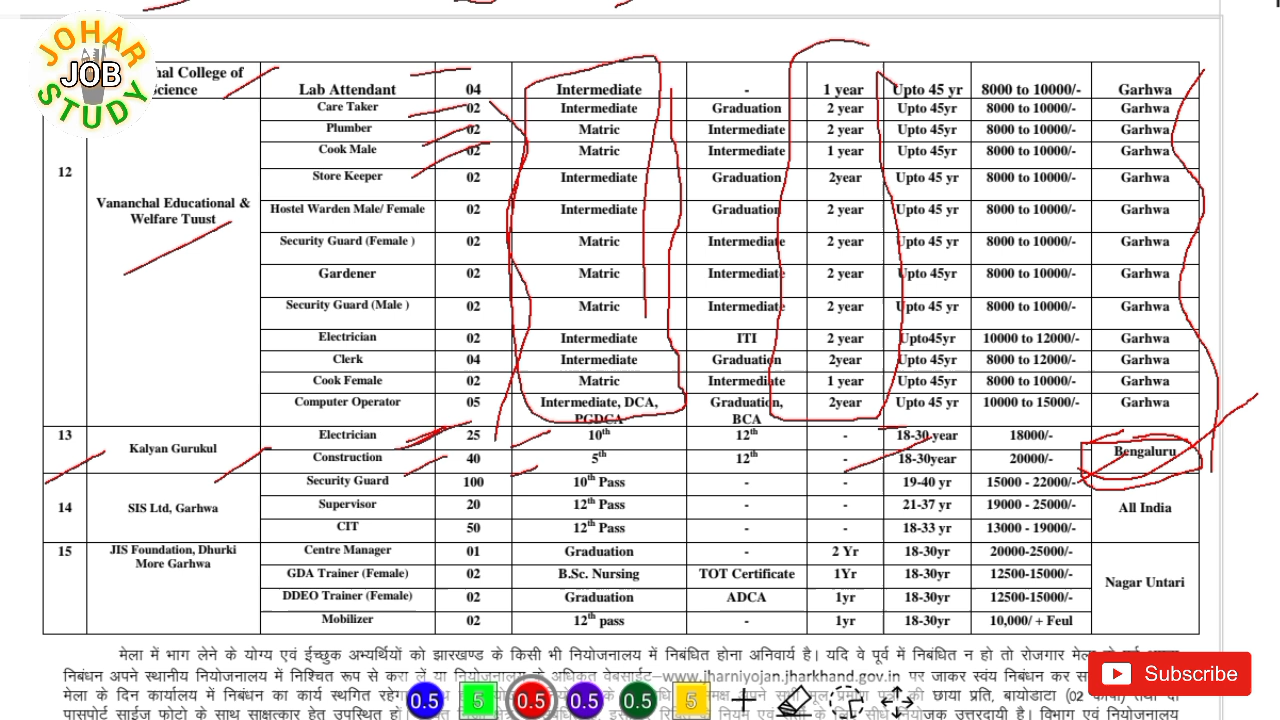 JOHAR
JOB
STUDY
hal College of
cience
Lab Attendant 04 Intermediate - 1 year Upto 45 yr 8000 to 10000/- Garhwa
Care Taker 02 Intermediate Graduation 2 year Upto 45yr 8000 to 10000/- Garhwa
Plumber 02 Matric Intermediate 2 year Upto 45yr 8000 to 10000/- Garhwa
Cook Male 02 Matric Intermediate 1 year Upto 45yr 8000 to 10000/- Garhwa
12
Store Keeper 02 Intermediate Graduation 2year Upto 45 yr 8000 to 10000/- Garhwa
Vananchal Educational &
Welfare Tuust
Hostel Warden Male/ Female 02 Intermediate Graduation 2 year Upto 45 yr 8000 to 10000/- Garhwa
Security Guard (Female ) 02 Matric Intermediate 2 year Upto 45 yr 8000 to 10000/- Garhwa
Gardener 02 Matric Intermediate 2 year Upto 45yr 8000 to 10000/- Garhwa
Security Guard (Male ) 02 Matric Intermediate 2 year Upto 45 yr 8000 to 10000/- Garhwa
Electrician 02 Intermediate ITI 2 year Upto45yr 10000 to 12000/- Garhwa
Clerk 04 Intermediate Graduation 2year Upto 45yr 8000 to 12000/- Garhwa
Cook Female 02 Matric Intermediate 1 year Upto 45yr 8000 to 10000/- Garhwa
Computer Operator 05 Intermediate, DCA, Graduation, 2year Upto 45 yr 10000 to 15000/- Garhwa
PGDCA BCA
13 Electrician 25 10th 12th - 18-30 year 18000/-
Kalyan Gurukul Bengaluru
Construction 40 5th 12th - 18-30year 20000/-
Security Guard 100 10th Pass - - 19-40 yr 15000 - 22000/-
14 SIS Ltd, Garhwa Supervisor 20 12th Pass - - 21-37 yr 19000 - 25000/- All India
CIT 50 12th Pass - - 18-33 yr 13000 - 19000/-
15 JIS Foundation, Dhurki Centre Manager 01 Graduation - 2 Yr 18-30yr 20000-25000/-
More Garhwa
GDA Trainer (Female) 02 B.Sc. Nursing TOT Certificate 1Yr 18-30yr 12500-15000/- Nagar Untari
DDEO Trainer (Female) 02 Graduation ADCA 1yr 18-30yr 12500-15000/-
Mobilizer 02 12th pass - 1yr 18-30yr 10,000/ + Feul
मेला में भाग लेने के योग्य एवं ईच्छुक अभ्यर्थियों को झारखण्ड के किसी भी नियोजनालय में निबंधित होना अनिवार्य है। यदि वे पूर्व में निबंधित न हो तो रोजगार
निबंधन अपने स्थानीय नियोजनालय में निश्चित रूप से करा लें या वेबसाईट–www.jharniyojan.jharkhand.gov.in पर जाकर स्वंय निबंधन कर
मेला के दिन कार्यालय में निबंधन का कार्य स्थगित की छाया प्रति, बायोडाटा (02
पासपोर्ट साईज फोटो के साथ साक्षात्कार हेतु उपस्थित उत्तरदायी है। विभाग एवं नियोजनालय
0.5 5 0.5 0.5 0.5 5
Subscribe